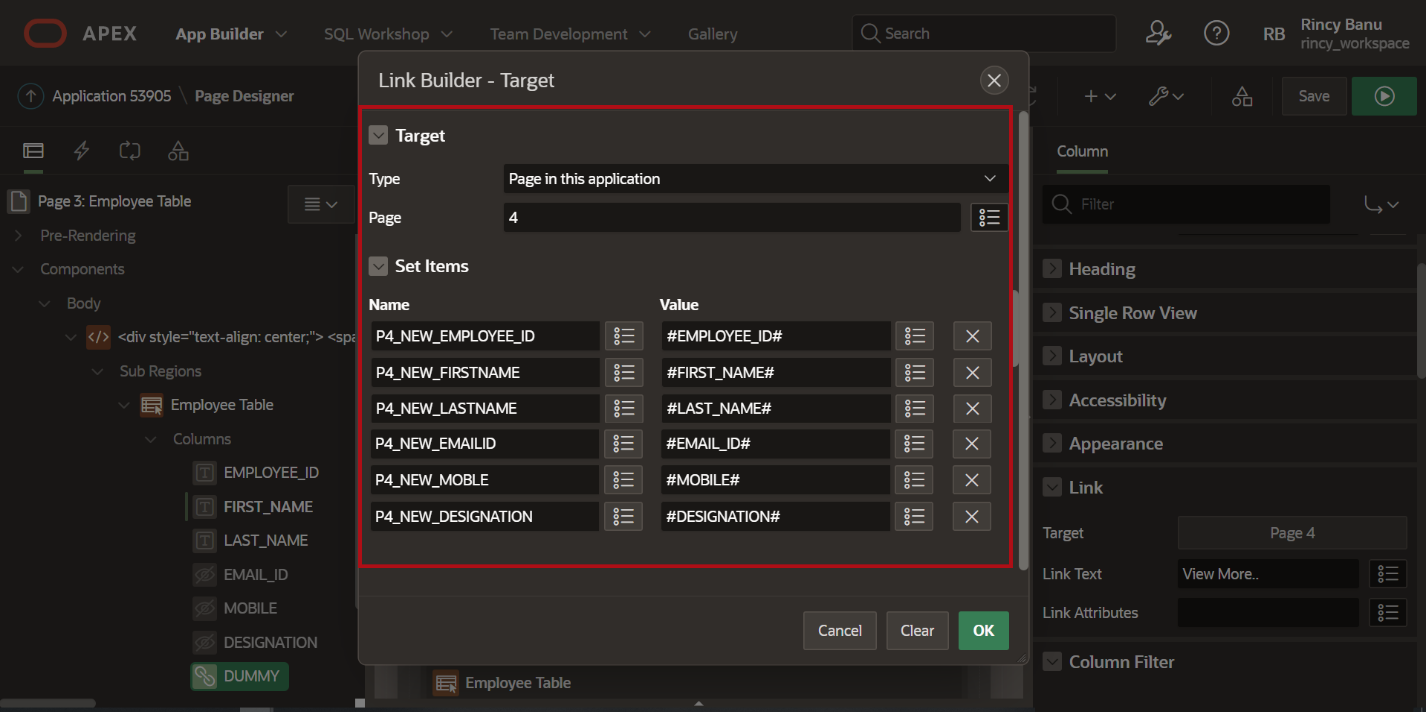 APEX App Builder SQL Workshop Team Development Gallery Search RB Rincy Banu
rincy_workspace
Application 53905 \ Page Designer
Save
Link Builder - Target
Target
Type Page in this application
Page 4
Set Items
Name Value
P4_NEW_EMPLOYEE_ID #EMPLOYEE_ID#
P4_NEW_FIRSTNAME #FIRST_NAME#
P4_NEW_LASTNAME #LAST_NAME#
P4_NEW_EMAILID #EMAIL_ID#
P4_NEW_MOBLE #MOBILE#
P4_NEW_DESIGNATION #DESIGNATION#
Cancel Clear OK
Page 3: Employee Table
Pre-Rendering
Components
Body
<div style="text-align: center;"> <spa
Sub Regions
Employee Table
Columns
EMPLOYEE_ID
FIRST_NAME
LAST_NAME
EMAIL_ID
MOBILE
DESIGNATION
DUMMY
Employee Table
Column
Filter
Heading
Single Row View
Layout
Accessibility
Appearance
Link
Target Page 4
Link Text View More..
Link Attributes
Column Filter